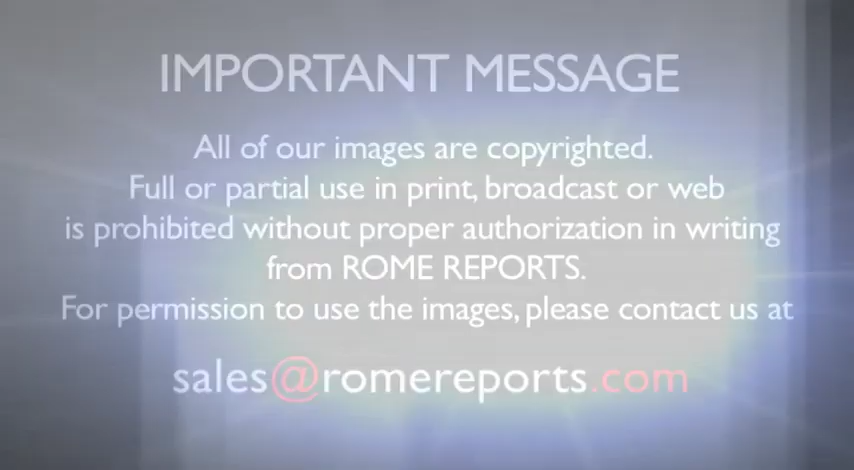 IMPORTANT MESSAGE
All of our images are copyrighted.
Full or partial use in print, broadcast or web
is prohibited without proper authorization in writing
from ROME REPORTS.
For permission to use the images, please contact us at
sales@romereports.com